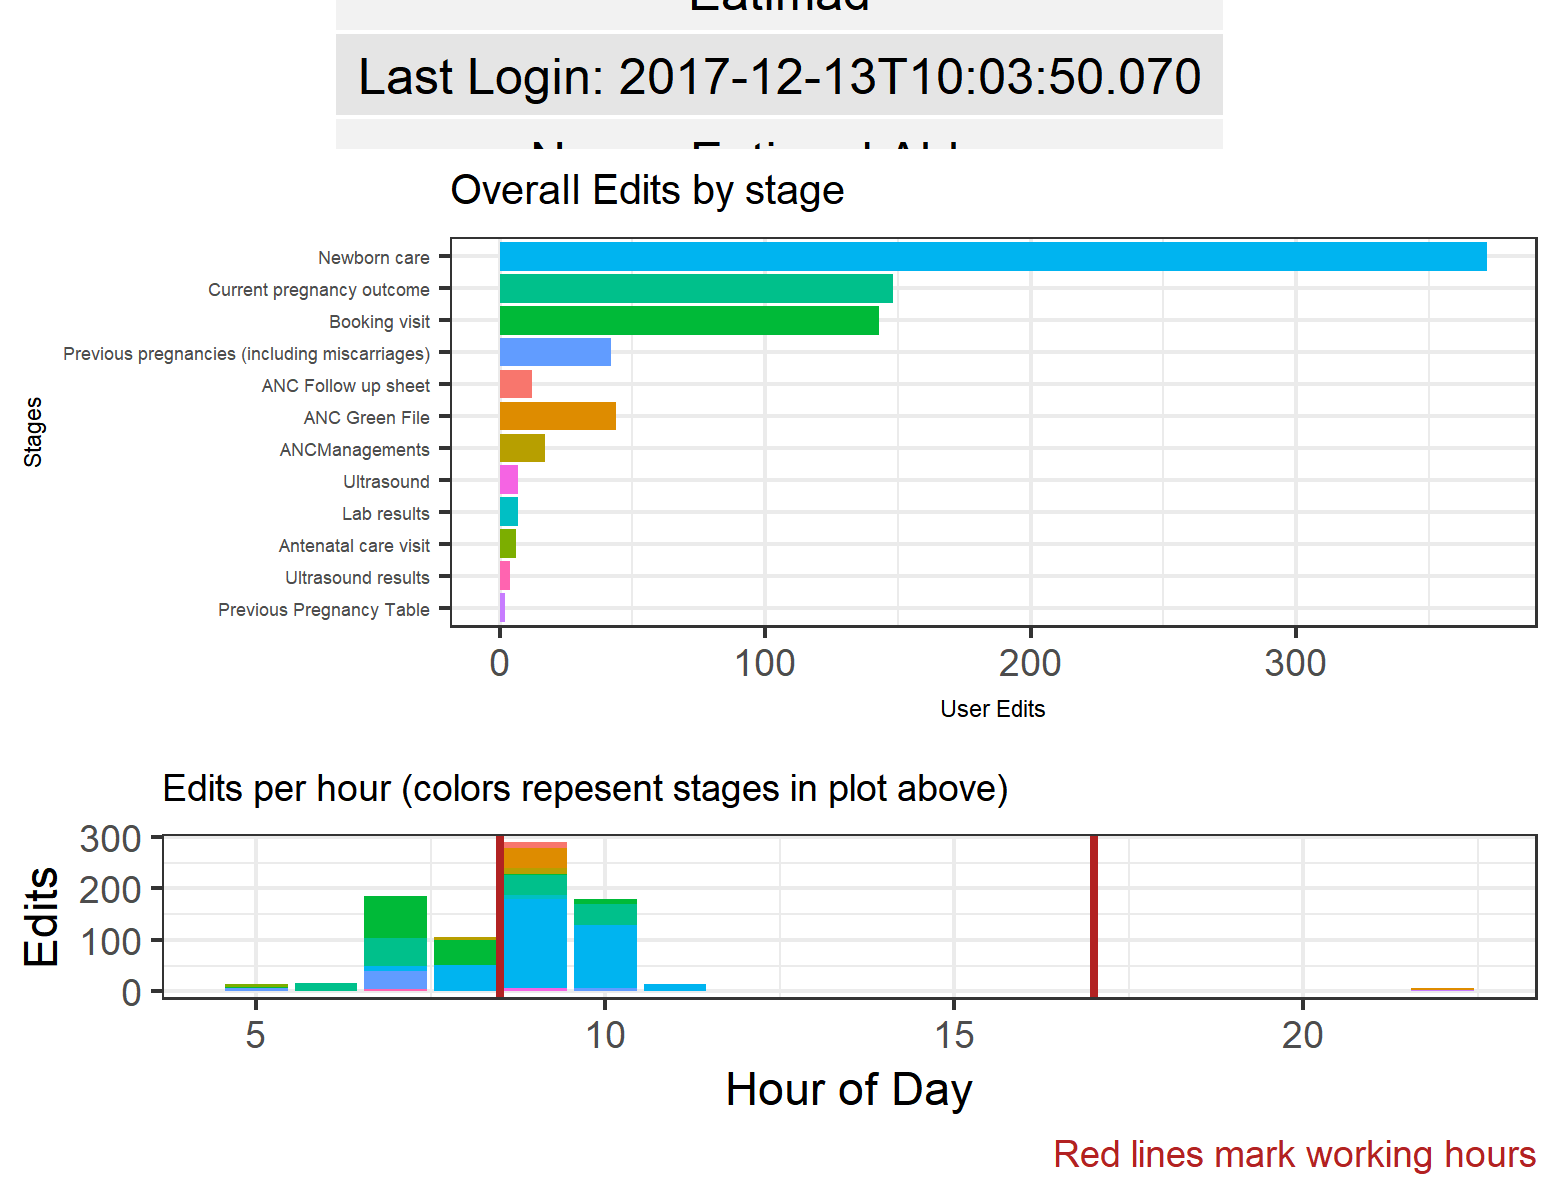 Eatimad
Last Login: 2017-12-13T10:03:50.070
Overall Edits by stage
Newborn care
Current pregnancy outcome
Booking visit
Previous pregnancies (including miscarriages)
ANC Follow up sheet
ANC Green File
ANCManagements
Ultrasound
Lab results
Antenatal care visit
Ultrasound results
Previous Pregnancy Table
Stages
0 100 200 300
User Edits
Edits per hour (colors repesent stages in plot above)
300
200
100
0
Edits
5 10 15 20
Hour of Day
Red lines mark working hours